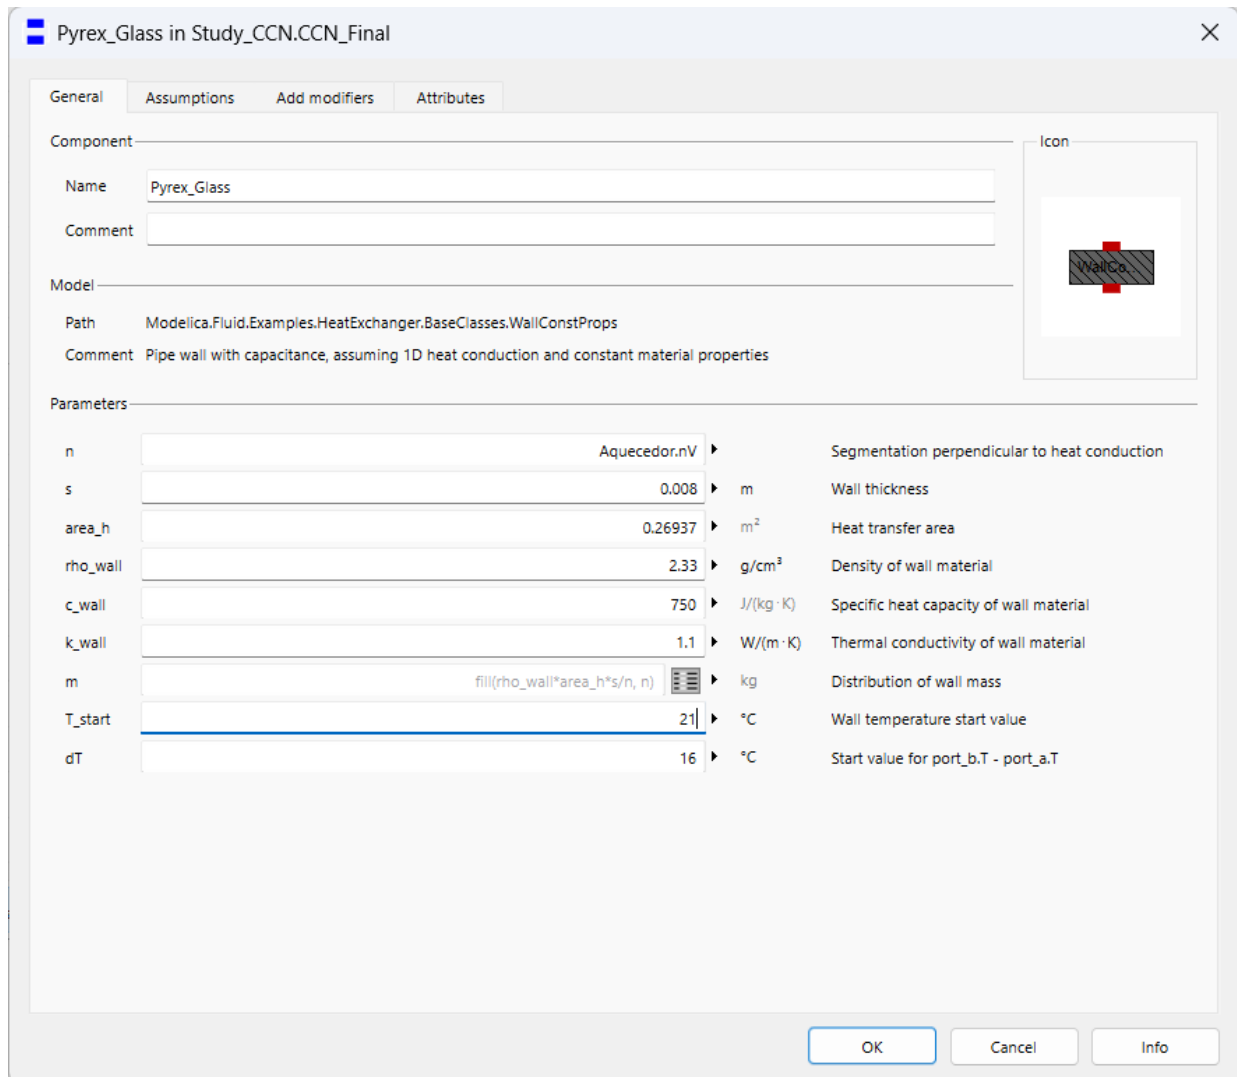 Pyrex_Glass in Study_CCN.CCN_Final
General Assumptions Add modifiers Attributes
Component Icon
Name Pyrex_Glass
Comment
WallCo...
Model
Path Modelica.Fluid.Examples.HeatExchanger.BaseClasses.WallConstProps
Comment Pipe wall with capacitance, assuming 1D heat conduction and constant material properties
Parameters
n Aquecedor.nV Segmentation perpendicular to heat conduction
s 0.008 m Wall thickness
area_h 0.26937 m² Heat transfer area
rho_wall 2.33 g/cm³ Density of wall material
c_wall 750 J/(kg·K) Specific heat capacity of wall material
k_wall 1.1 W/(m·K) Thermal conductivity of wall material
m fill(rho_wall*area_h*s/n, n) kg Distribution of wall mass
T_start 21 °C Wall temperature start value
dT 16 °C Start value for port_b.T - port_a.T
OK Cancel Info